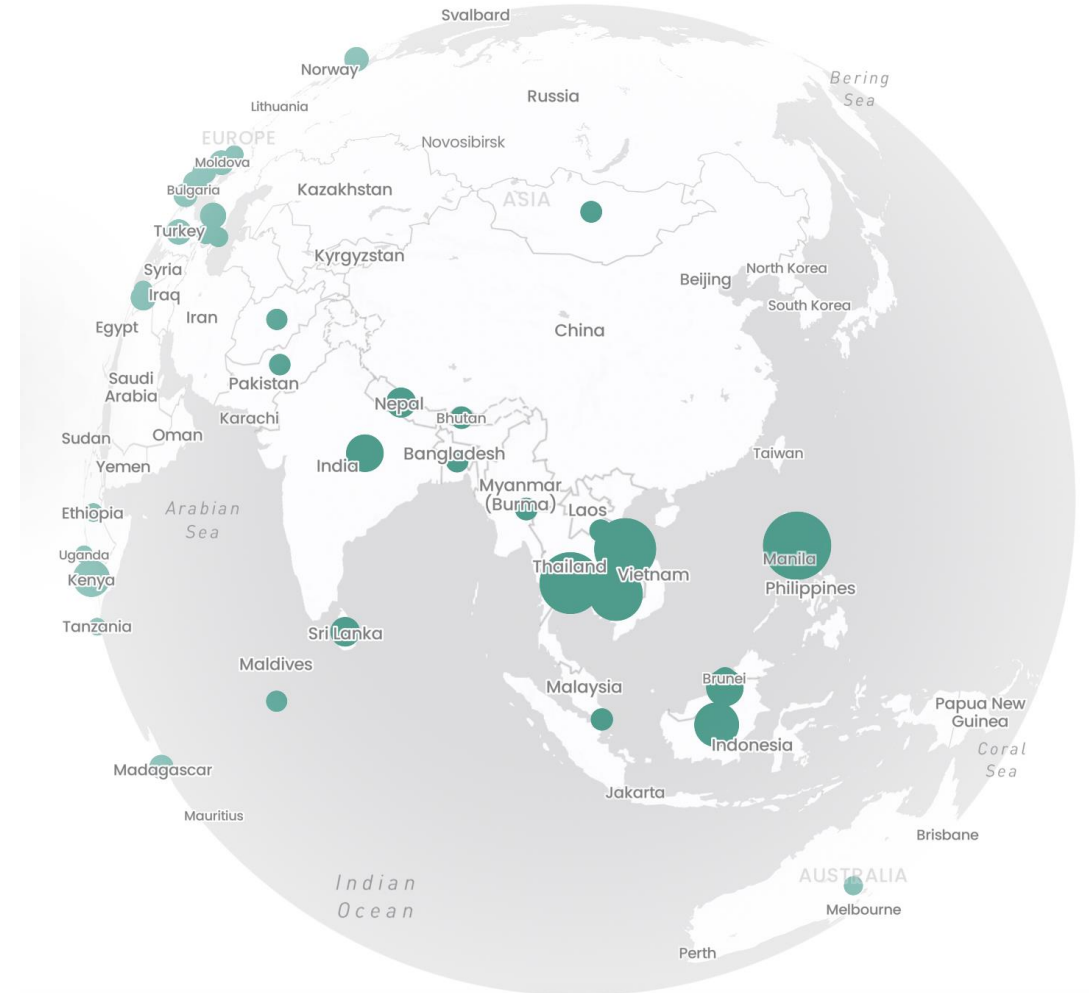 Svalbard
Norway
Bering
Sea
Russia
Lithuania
EUROPE
Novosibirsk
Moldova
Bulgaria
Kazakhstan
ASIA
Turkey
Kyrgyzstan
Syria
North Korea
Beijing
Iraq
South Korea
Iran
Egypt
China
Saudi
Arabia
Pakistan
Nepal
Karachi
Bhutan
Sudan
Oman
Bangladesh
Taiwan
Yemen
India
Myanmar
(Burma)
Arabian
Sea
Laos
Ethiopia
Uganda
Manila
Thailand
Vietnam
Kenya
Philippines
Tanzania
Sri Lanka
Maldives
Brunei
Malaysia
Papua New
Guinea
Indonesia
Coral
Sea
Madagascar
Jakarta
Mauritius
Brisbane
AUSTRALIA
Indian
Ocean
Melbourne
Perth